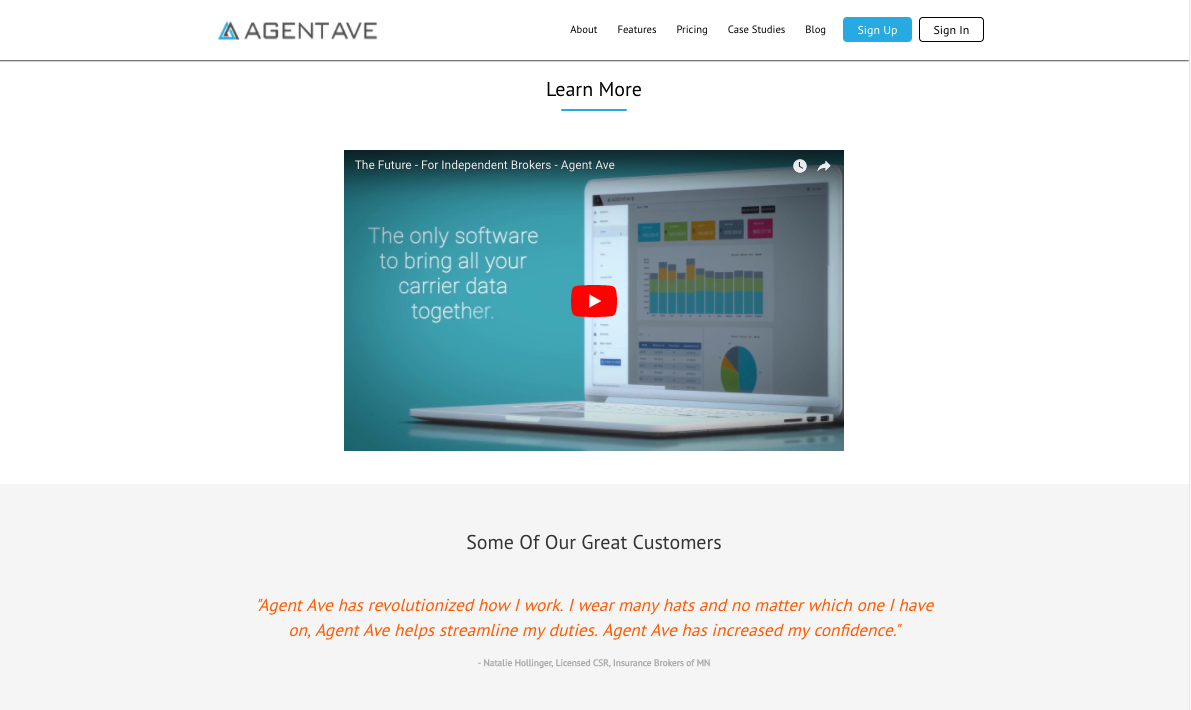 AGENTAVE
About Features Pricing Case Studies Blog Sign Up Sign In
Learn More
The Future - For Independent Brokers - Agent Ave
AGENTAVE
The only software
to bring all your
carrier data
together.
Some Of Our Great Customers
"Agent Ave has revolutionized how I work. I wear many hats and no matter which one I have
on, Agent Ave helps streamline my duties. Agent Ave has increased my confidence."
- Natalie Hollinger, Licensed CSR, Insurance Brokers of MN